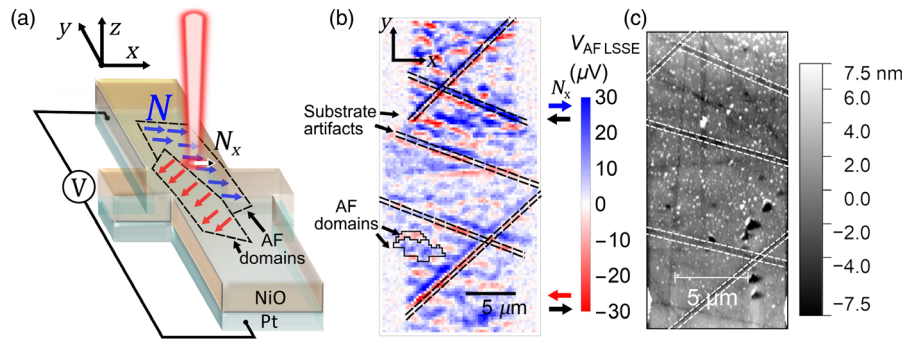 (a)
y
z
x
N
N_x
V
AF
domains
NiO
Pt
(b)
y
x
Substrate
artifacts
AF
domains
5 μm
V_AF LSSE
(μV)
N_x
30
20
10
0
−10
−20
−30
(c)
5 μm
7.5 nm
6.0
4.0
2.0
0.0
−2.0
−4.0
−7.5